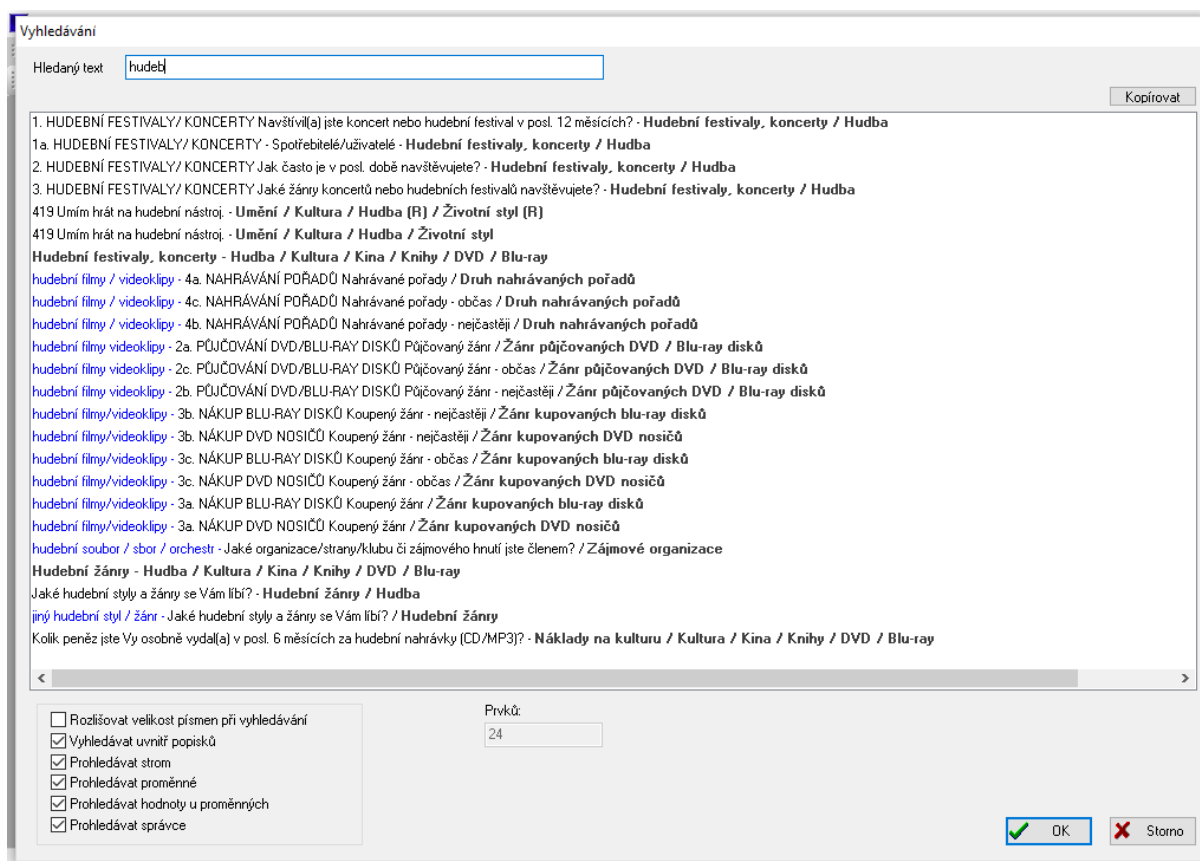 Vyhledávání
Hledaný text hudeb
Kopírovat
1. HUDEBNÍ FESTIVALY/ KONCERTY Navštívil(a) jste koncert nebo hudební festival v posl. 12 měsících? - Hudební festivaly, koncerty / Hudba
1a. HUDEBNÍ FESTIVALY/ KONCERTY - Spotřebitelé/uživatelé - Hudební festivaly, koncerty / Hudba
2. HUDEBNÍ FESTIVALY/ KONCERTY Jak často je v posl. době navštěvujete? - Hudební festivaly, koncerty / Hudba
3. HUDEBNÍ FESTIVALY/ KONCERTY Jaké žánry koncertů nebo hudebních festivalů navštěvujete? - Hudební festivaly, koncerty / Hudba
419 Umím hrát na hudební nástroj. - Umění / Kultura / Hudba (R) / Životní styl (R)
419 Umím hrát na hudební nástroj. - Umění / Kultura / Hudba / Životní styl
Hudební festivaly, koncerty - Hudba / Kultura / Kina / Knihy / DVD / Blu-ray
hudební filmy / videoklipy - 4a. NAHRÁVÁNÍ POŘADŮ Nahrávané pořady / Druh nahrávaných pořadů
hudební filmy / videoklipy - 4c. NAHRÁVÁNÍ POŘADŮ Nahrávané pořady - občas / Druh nahrávaných pořadů
hudební filmy / videoklipy - 4b. NAHRÁVÁNÍ POŘADŮ Nahrávané pořady - nejčastěji / Druh nahrávaných pořadů
hudební filmy videoklipy - 2a. PŮJČOVÁNÍ DVD/BLU-RAY DISKŮ Půjčovaný žánr / Žánr půjčovaných DVD / Blu-ray disků
hudební filmy videoklipy - 2c. PŮJČOVÁNÍ DVD/BLU-RAY DISKŮ Půjčovaný žánr - občas / Žánr půjčovaných DVD / Blu-ray disků
hudební filmy videoklipy - 2b. PŮJČOVÁNÍ DVD/BLU-RAY DISKŮ Půjčovaný žánr - nejčastěji / Žánr půjčovaných DVD / Blu-ray disků
hudební filmy/videoklipy - 3b. NÁKUP BLU-RAY DISKŮ Koupený žánr - nejčastěji / Žánr kupovaných blu-ray disků
hudební filmy/videoklipy - 3b. NÁKUP DVD NOSIČŮ Koupený žánr - nejčastěji / Žánr kupovaných DVD nosičů
hudební filmy/videoklipy - 3c. NÁKUP BLU-RAY DISKŮ Koupený žánr - občas / Žánr kupovaných blu-ray disků
hudební filmy/videoklipy - 3c. NÁKUP DVD NOSIČŮ Koupený žánr - občas / Žánr kupovaných DVD nosičů
hudební filmy/videoklipy - 3a. NÁKUP BLU-RAY DISKŮ Koupený žánr / Žánr kupovaných blu-ray disků
hudební filmy/videoklipy - 3a. NÁKUP DVD NOSIČŮ Koupený žánr / Žánr kupovaných DVD nosičů
hudební soubor / sbor / orchestr - Jaké organizace/strany/klubu či zájmového hnutí jste členem? / Zájmové organizace
Hudební žánry - Hudba / Kultura / Kina / Knihy / DVD / Blu-ray
Jaké hudební styly a žánry se Vám líbí? - Hudební žánry / Hudba
jiný hudební styl / žánr - Jaké hudební styly a žánry se Vám líbí? / Hudební žánry
Kolik peněz jste Vy osobně vydal(a) v posl. 6 měsících za hudební nahrávky (CD/MP3)? - Náklady na kulturu / Kultura / Kina / Knihy / DVD / Blu-ray
Rozlišovat velikost písmen při vyhledávání
Vyhledávat uvnitř popisků
Prohledávat strom
Prohledávat proměnné
Prohledávat hodnoty u proměnných
Prohledávat správce
Prvků:
24
OK
Storno